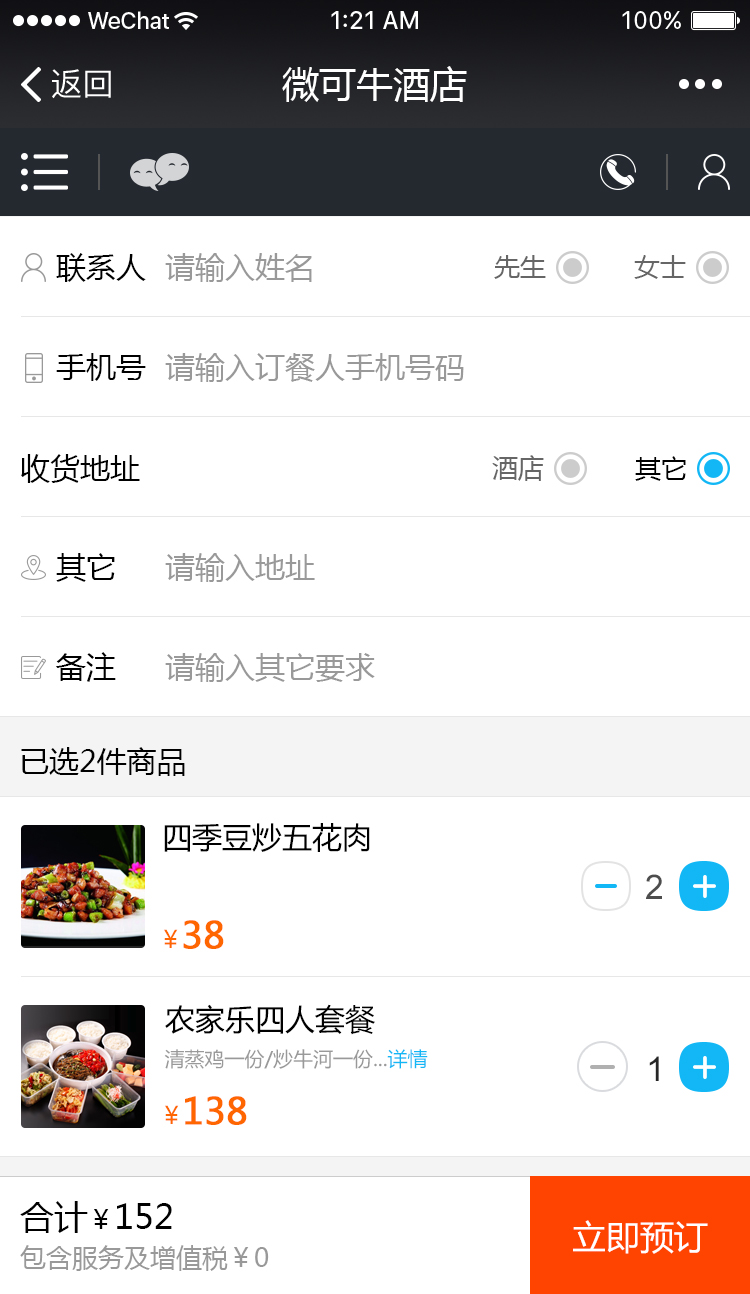 ●●●●● WeChat 1:21 AM 100%
返回 微可牛酒店 •••
联系人 请输入姓名 先生 女士
手机号 请输入订餐人手机号码
收货地址 酒店 其它
其它 请输入地址
备注 请输入其它要求
已选2件商品
四季豆炒五花肉
2
¥38
农家乐四人套餐
清蒸鸡一份/炒牛河一份...详情
1
¥138
合计¥152
包含服务及增值税¥0
立即预订